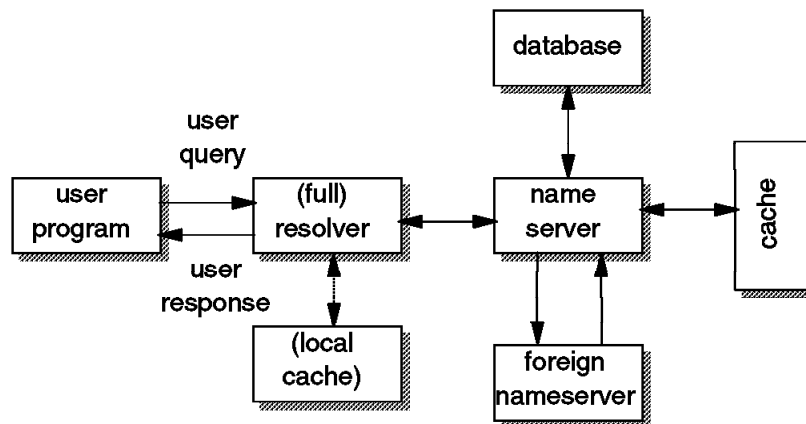 database
user
query
user
program
(full)
resolver
name
server
cache
user
response
(local
cache)
foreign
nameserver